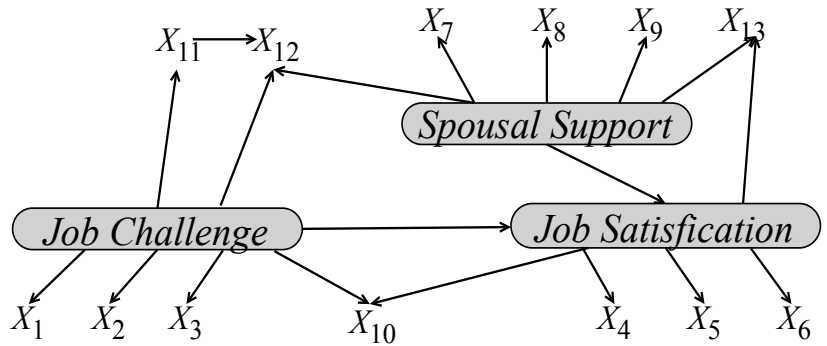 X7 X8 X9 X13
X11 X12
Spousal Support
Job Challenge
Job Satisfication
X1 X2 X3 X10 X4 X5 X6